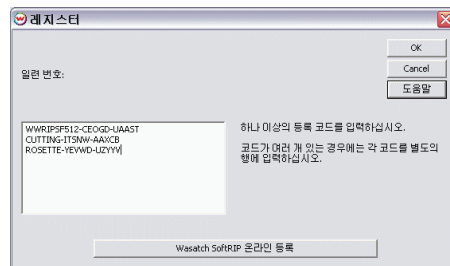 레지스터
OK
Cancel
도움말
일련 번호:
WWRIPSF512-CEOGD-UAAST
CUTTING-ITSNW-AAXCB
ROSETTE-YEVWD-UZYYV
하나 이상의 등록 코드를 입력하십시오.
코드가 여러 개 있는 경우에는 각 코드를 별도의
행에 입력하십시오.
Wasatch SoftRIP 온라인 등록